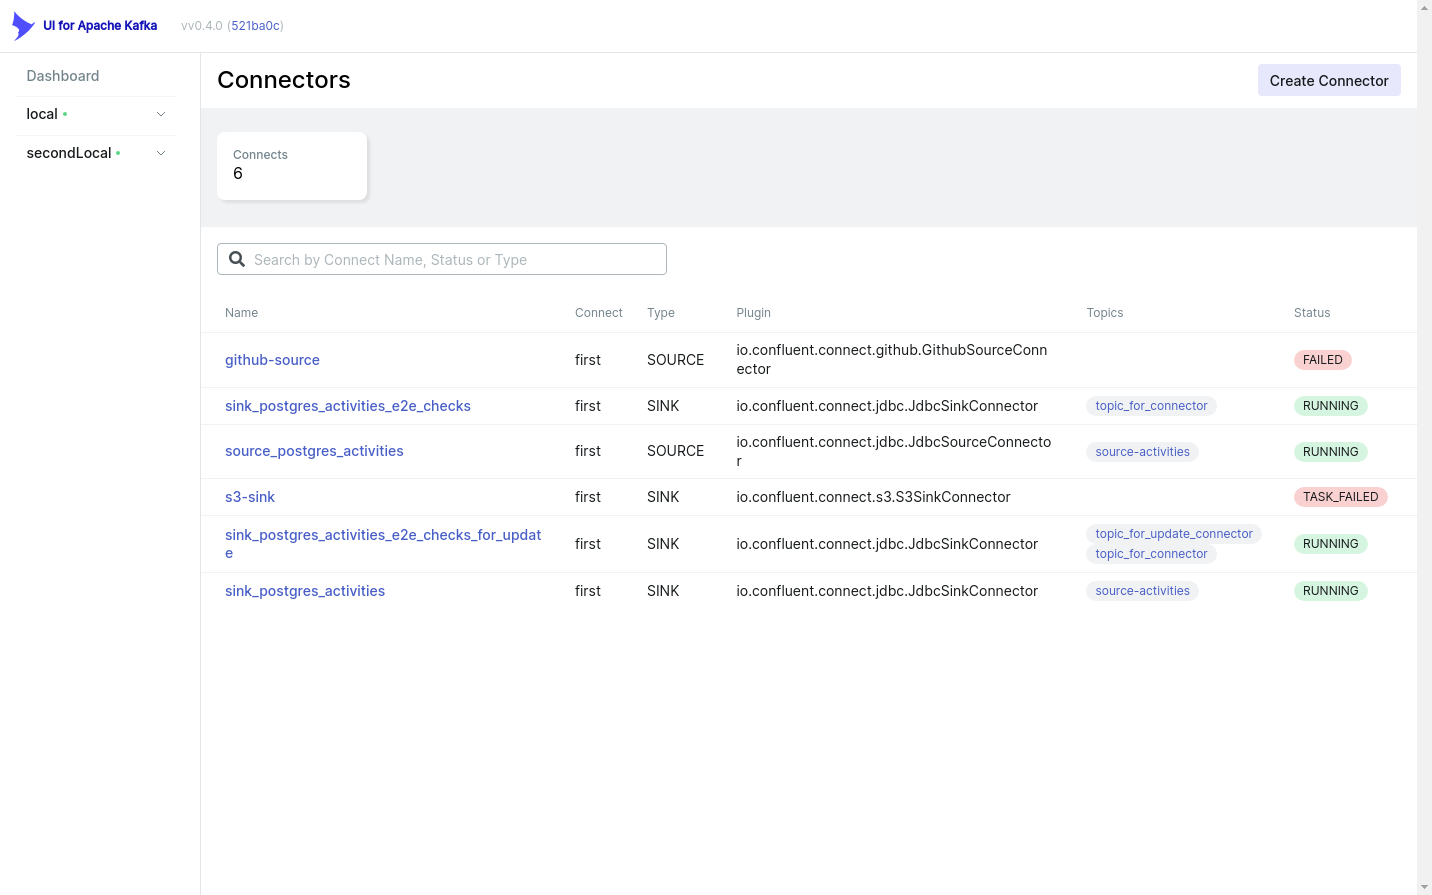 UI for Apache Kafka vv0.4.0 (521ba0c)
Dashboard
local
secondLocal
Connectors
Create Connector
Connects
6
Search by Connect Name, Status or Type
Name Connect Type Plugin Topics Status
github-source first SOURCE io.confluent.connect.github.GithubSourceConn
ector FAILED
sink_postgres_activities_e2e_checks first SINK io.confluent.connect.jdbc.JdbcSinkConnector topic_for_connector RUNNING
source_postgres_activities first SOURCE io.confluent.connect.jdbc.JdbcSourceConnecto
r source-activities RUNNING
s3-sink first SINK io.confluent.connect.s3.S3SinkConnector TASK_FAILED
sink_postgres_activities_e2e_checks_for_updat
e first SINK io.confluent.connect.jdbc.JdbcSinkConnector topic_for_update_connector
topic_for_connector RUNNING
sink_postgres_activities first SINK io.confluent.connect.jdbc.JdbcSinkConnector source-activities RUNNING